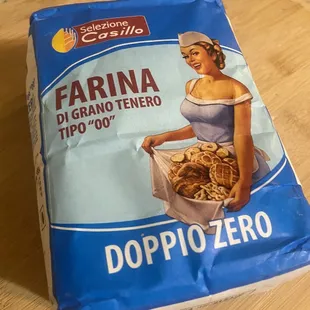 Selezione
Casillo
FARINA
DI GRANO TENERO
TIPO "00"
DOPPIO ZERO